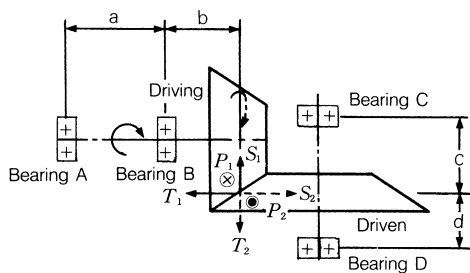 a
b
Driving
Bearing C
Bearing A
Bearing B
P₁
S₁
c
T₁
S₂
P₂
d
Driven
T₂
Bearing D